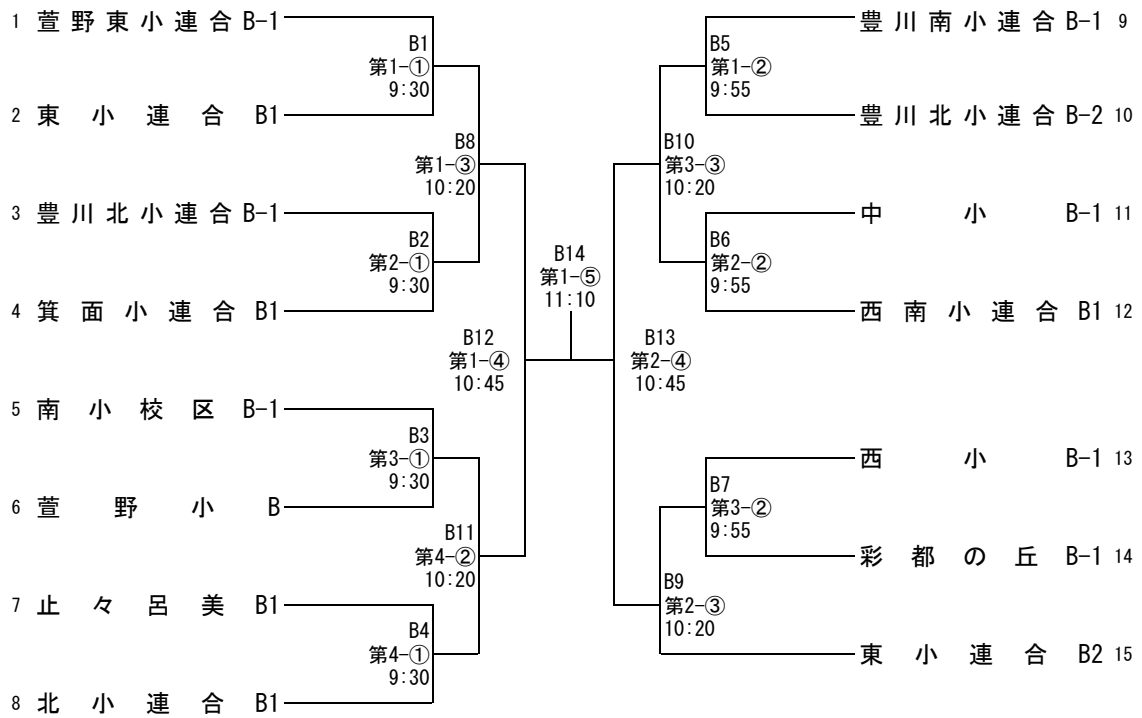 1 萱野東小連合 B-1
B1
第1-①
9:30
2 東小連合 B1
B8
第1-③
10:20
3 豊川北小連合 B-1
B2
第2-①
9:30
4 箕面小連合 B1
B12
第1-④
10:45
5 南小校区 B-1
B3
第3-①
9:30
6 萱野小 B
B11
第4-②
10:20
7 止々呂美 B1
B4
第4-①
9:30
8 北小連合 B1
B14
第1-⑤
11:10
豊川南小連合 B-1 9
B5
第1-②
9:55
豊川北小連合 B-2 10
B10
第3-③
10:20
中小 B-1 11
B6
第2-②
9:55
西南小連合 B1 12
B13
第2-④
10:45
西小 B-1 13
B7
第3-②
9:55
彩都の丘 B-1 14
B9
第2-③
10:20
東小連合 B2 15